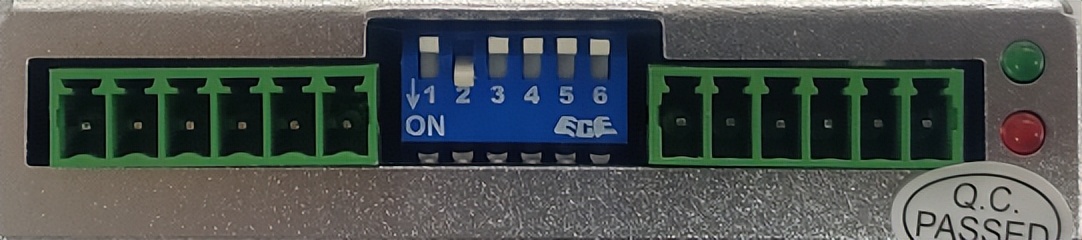 ↓1 2 3 4 5 6
ON
ECE
Q.C.
PASSED